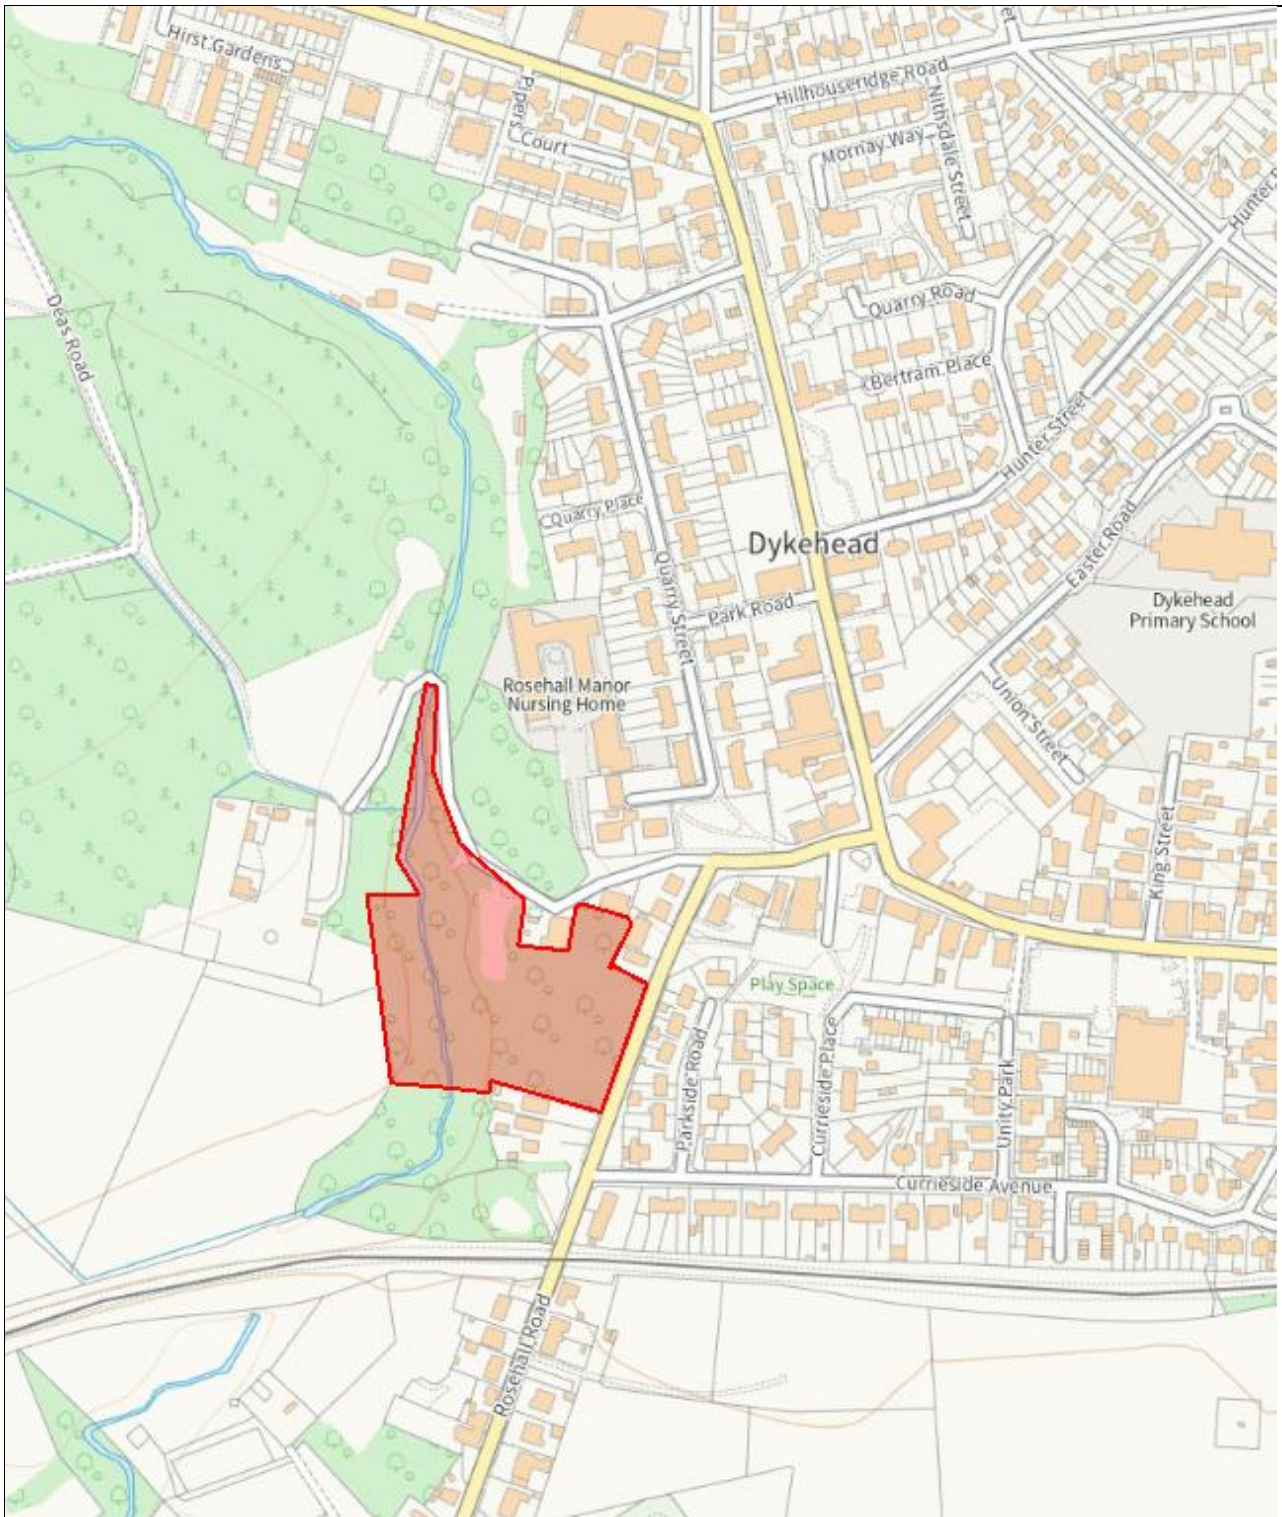 Hirst Gardens
Pipers Court
Hillhouseridge Road
Nithsdale Street
Mornay Way
Hunter
Deas Road
Quarry Road
Bertram Place
Hunter Street
Quarry Place
Dykehead
Quarry Street
Park Road
Easter Road
Dykehead
Primary School
Rosehall Manor
Nursing Home
Union Street
King Street
Play Space
Parkside Road
Currieside Place
Unity Park
Currieside Avenue
Rosehall Road